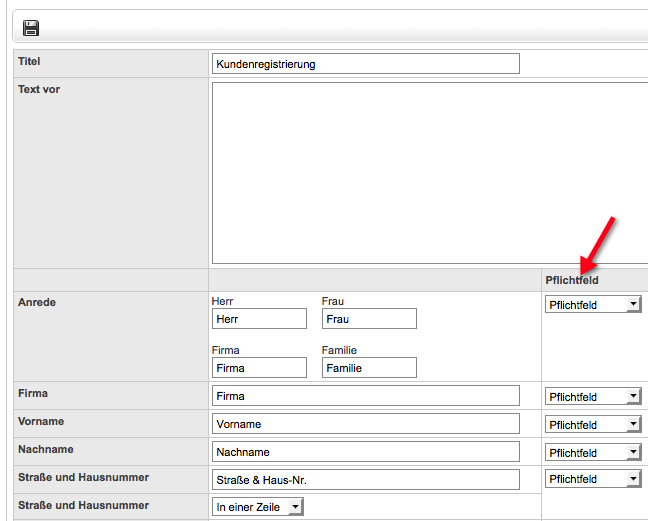 Titel Kundenregistrierung
Text vor
Pflichtfeld
Anrede Herr Frau
Herr Frau Pflichtfeld
Firma Familie
Firma Familie
Firma Firma Pflichtfeld
Vorname Vorname Pflichtfeld
Nachname Nachname Pflichtfeld
Straße und Hausnummer Straße & Haus-Nr. Pflichtfeld
Straße und Hausnummer In einer Zeile